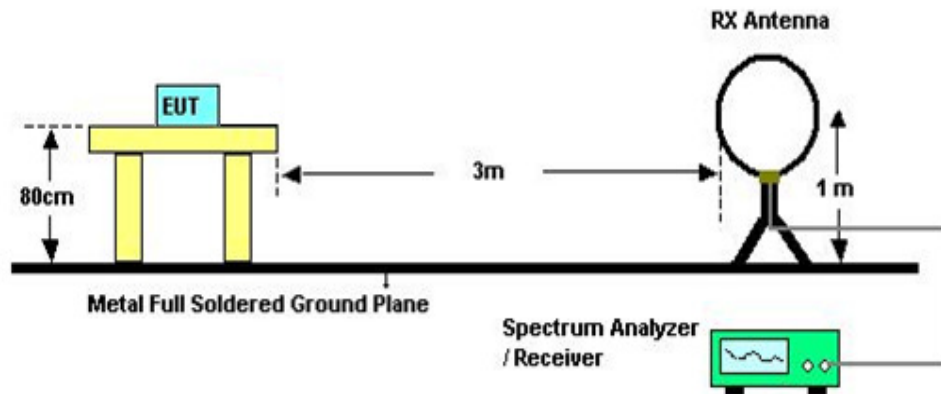 RX Antenna
EUT
3m
80cm
1 m
Metal Full Soldered Ground Plane
Spectrum Analyzer
/ Receiver